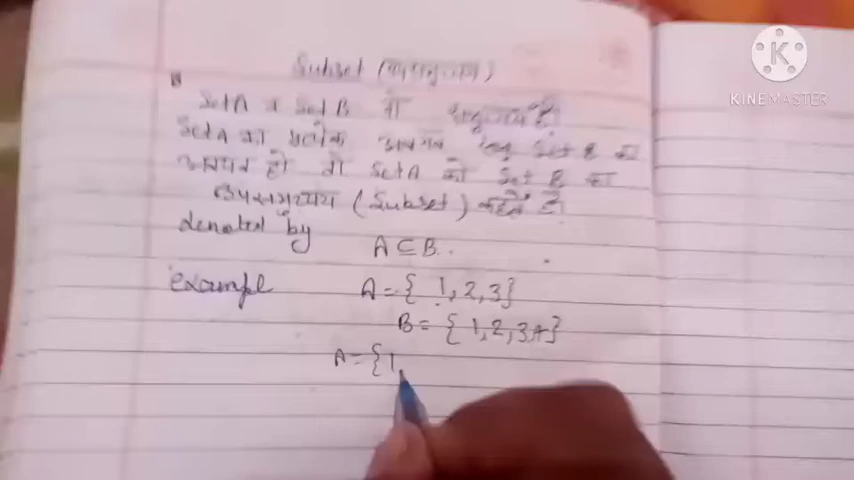 Subset (उपसमुच्चय)
K
KINEMASTER
Set A व Set B दो समुच्चय है।
Set A का प्रत्येक अवयव Set B का
अवयव हो तो Set A को Set B का
उपसमुच्चय (Subset) कहते है।
denoted by
A ⊆ B.
example A = { 1, 2, 3}
B = { 1, 2, 3, 4}
A = { 1,